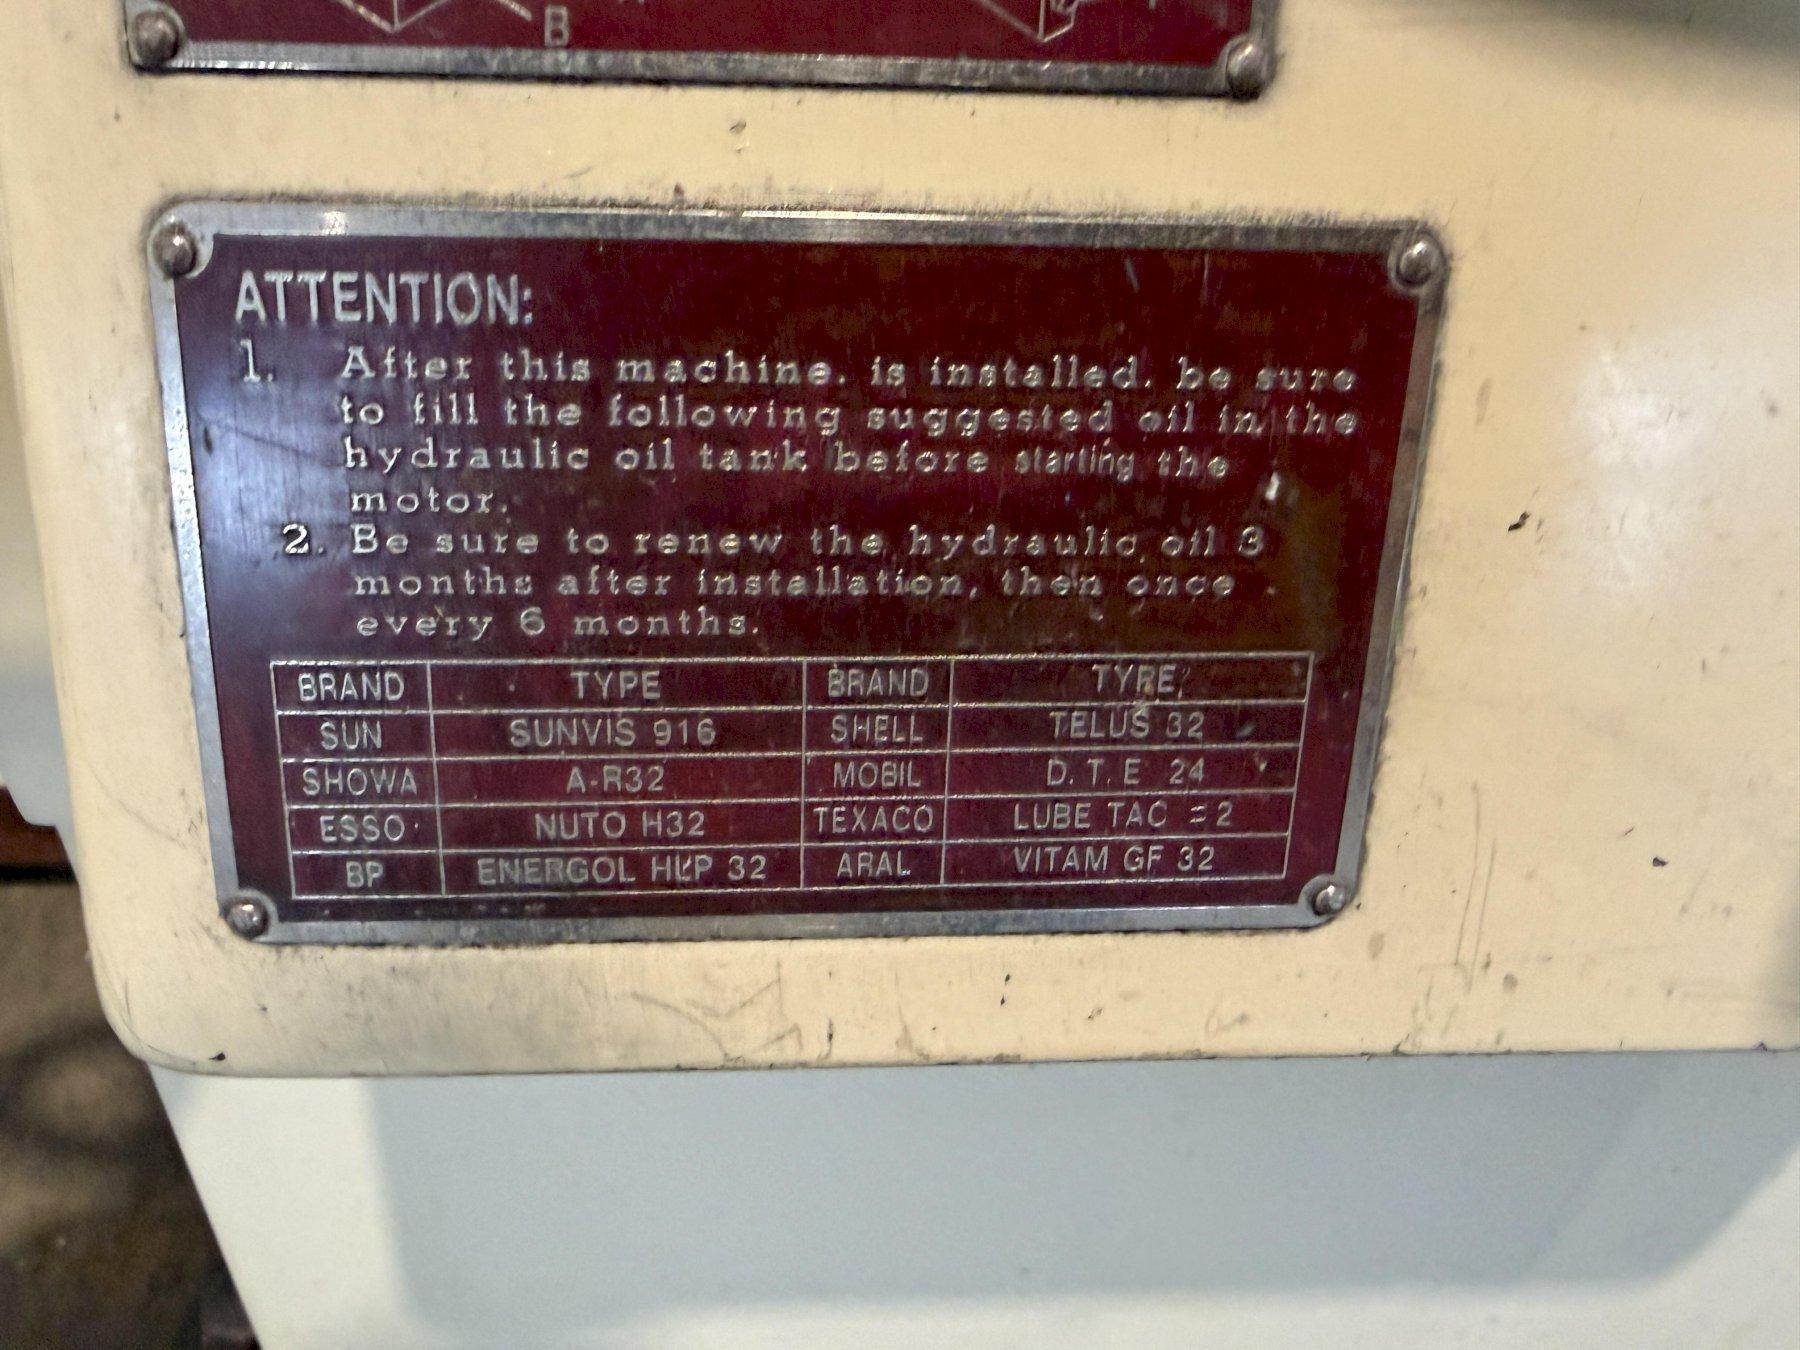 B
ATTENTION:
1. After this machine. is installed. be sure
to fill the following suggested oil in the
hydraulic oil tank before starting the
motor.
2. Be sure to renew the hydraulic oil 3
months after installation, then once
every 6 months.
BRAND TYPE BRAND TYPE
SUN SUNVIS 916 SHELL TELUS 32
SHOWA A-R32 MOBIL D.T.E 24
ESSO NUTO H32 TEXACO LUBE TAC =2
BP ENERGOL HLP 32 ARAL VITAM GF 32